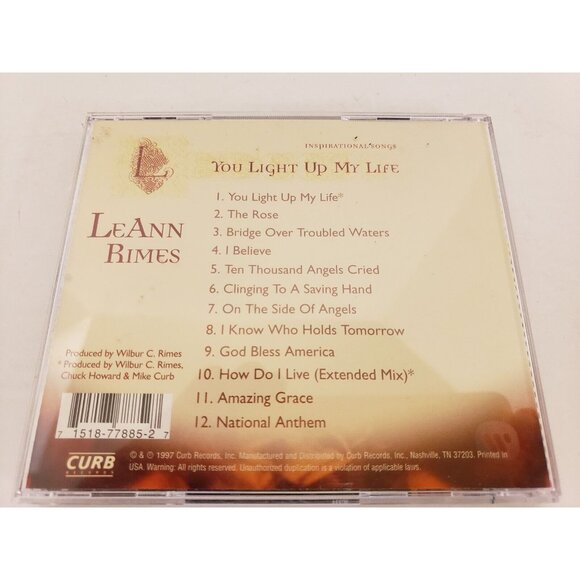 INSPIRATIONAL SONGS
L
YOU LIGHT UP MY LIFE
LEANN
RIMES
1. You Light Up My Life*
2. The Rose
3. Bridge Over Troubled Waters
4. I Believe
5. Ten Thousand Angels Cried
6. Clinging To A Saving Hand
7. On The Side Of Angels
8. I Know Who Holds Tomorrow
9. God Bless America
10. How Do I Live (Extended Mix)*
11. Amazing Grace
12. National Anthem
Produced by Wilbur C. Rimes
* Produced by Wilbur C. Rimes,
Chuck Howard & Mike Curb
7 15187-77885-2 7
CURB
RECORDS
© & ℗ 1997 Curb Records, Inc. Manufactured and Distributed by Curb Records, Inc., Nashville, TN 37203. Printed in
USA. Warning: All rights reserved. Unauthorized duplication is a violation of applicable laws.